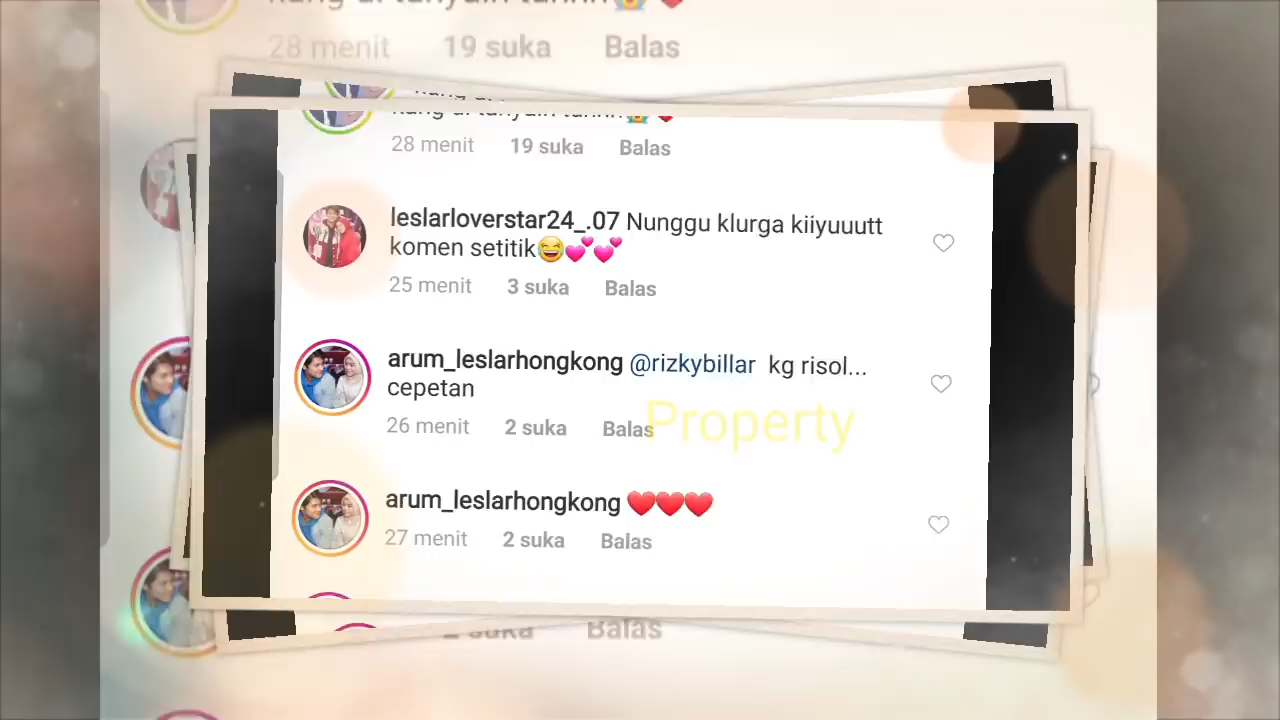 28 menit 19 suka Balas
28 menit 19 suka Balas
leslarloverstar24_.07 Nunggu klurga kiiyuuutt
komen setitik😂💕💕
25 menit 3 suka Balas
arum_leslarhongkong @rizkybillar kg risol...
cepetan
26 menit 2 suka Balas
Property
arum_leslarhongkong ❤️❤️❤️
27 menit 2 suka Balas
2 suka Balas